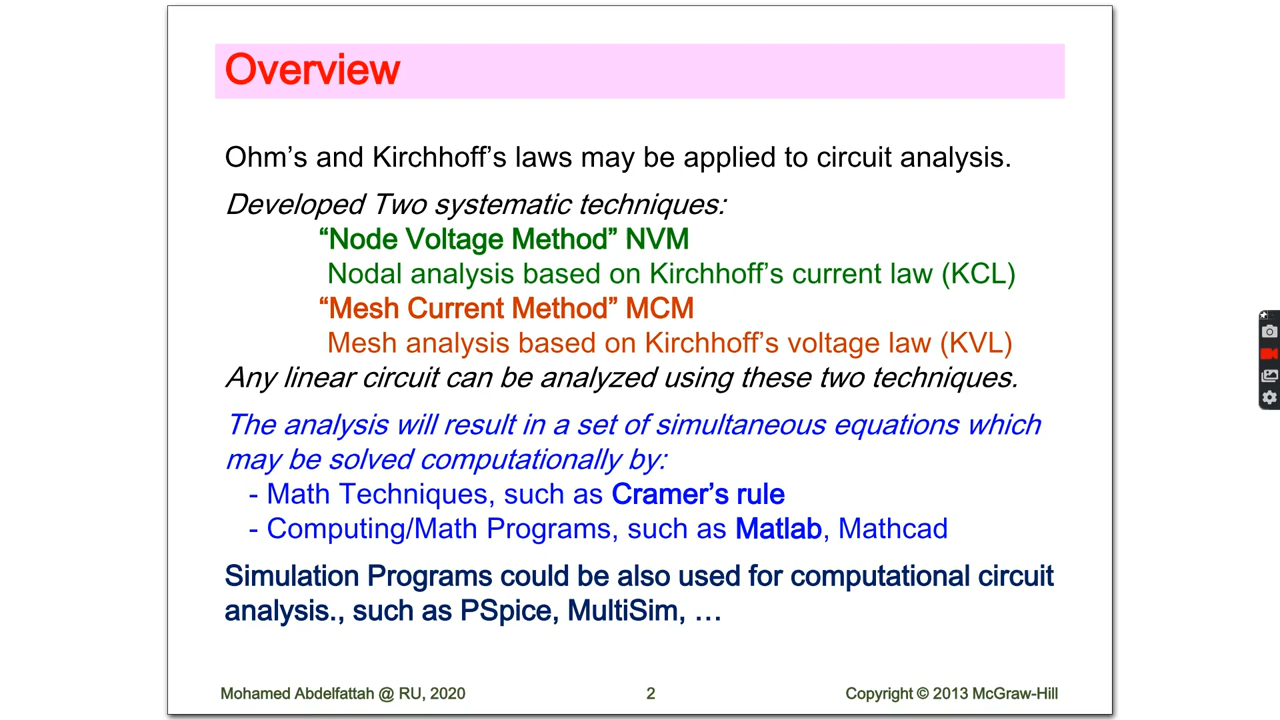 Overview
Ohm's and Kirchhoff's laws may be applied to circuit analysis.
Developed Two systematic techniques:
“Node Voltage Method” NVM
Nodal analysis based on Kirchhoff's current law (KCL)
“Mesh Current Method” MCM
Mesh analysis based on Kirchhoff's voltage law (KVL)
Any linear circuit can be analyzed using these two techniques.
The analysis will result in a set of simultaneous equations which
may be solved computationally by:
- Math Techniques, such as Cramer's rule
- Computing/Math Programs, such as Matlab, Mathcad
Simulation Programs could be also used for computational circuit
analysis., such as PSpice, MultiSim, …
Mohamed Abdelfattah @ RU, 2020
2
Copyright © 2013 McGraw-Hill